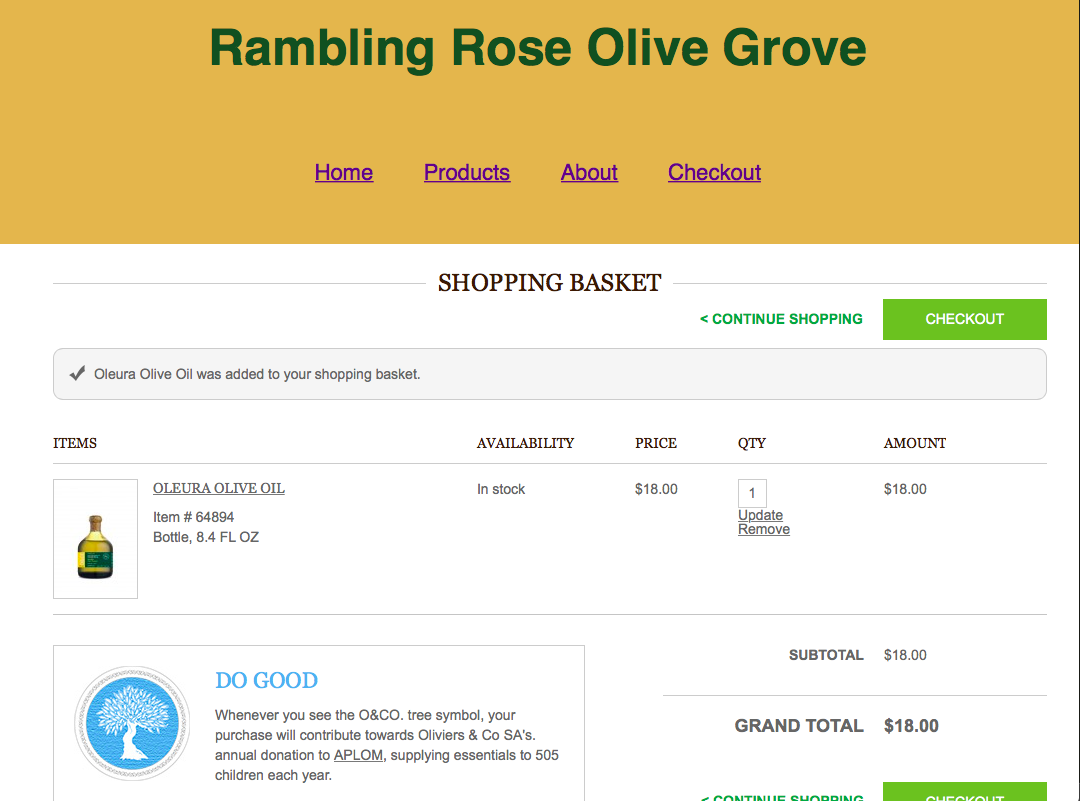 Rambling Rose Olive Grove
Home Products About Checkout
SHOPPING BASKET
< CONTINUE SHOPPING CHECKOUT
Oleura Olive Oil was added to your shopping basket.
ITEMS AVAILABILITY PRICE QTY AMOUNT
OLEURA OLIVE OIL In stock $18.00 1 $18.00
Item # 64894
Bottle, 8.4 FL OZ
Update
Remove
SUBTOTAL $18.00
GRAND TOTAL $18.00
DO GOOD
Whenever you see the O&CO. tree symbol, your
purchase will contribute towards Oliviers & Co SA's.
annual donation to APLOM, supplying essentials to 505
children each year.
< CONTINUE SHOPPING CHECKOUT